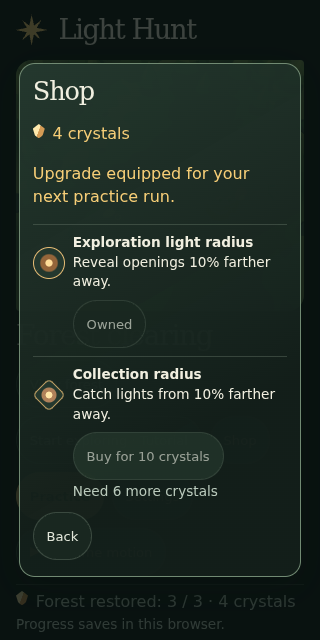 Light Hunt
Shop
4 crystals
Upgrade equipped for your
next practice run.
Exploration light radius
Reveal openings 10% farther
away.
Owned
Collection radius
Catch lights from 10% farther
away.
Buy for 10 crystals
Need 6 more crystals
Back
Forest restored: 3 / 3 · 4 crystals
Progress saves in this browser.